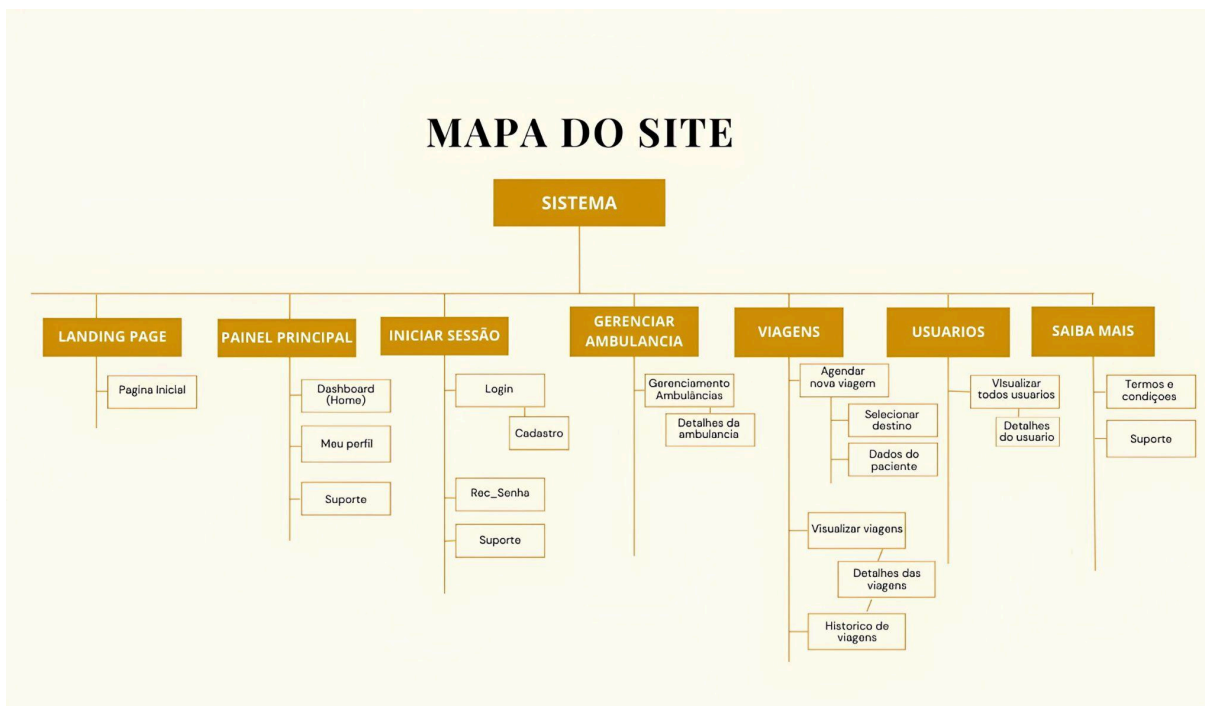 MAPA DO SITE
SISTEMA
LANDING PAGE
Pagina Inicial
PAINEL PRINCIPAL
Dashboard
(Home)
Meu perfil
Suporte
INICIAR SESSÃO
Login
Cadastro
Rec_Senha
Suporte
GERENCIAR
AMBULANCIA
Gerenciamento
Ambulâncias
Detalhes da
ambulancia
VIAGENS
Agendar
nova viagem
Selecionar
destino
Dados do
paciente
Visualizar viagens
Detalhes das
viagens
Històrico de
viagens
USUARIOS
VIsualizar
todos usuarios
Detalhes
do usuario
SAIBA MAIS
Termos e
condiçoes
Suporte